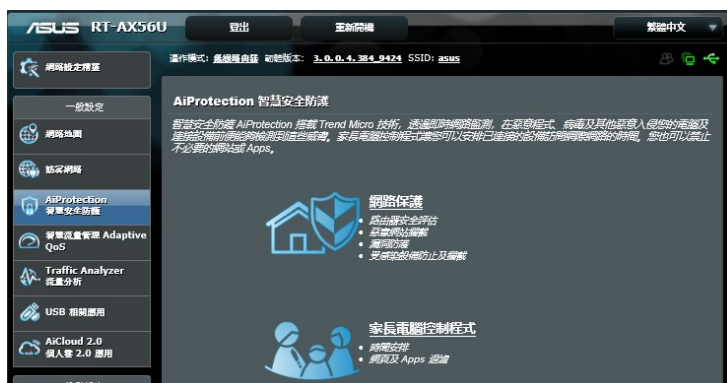 ASUS RT-AX56U 登出 重新開機 繁體中文
操作模式: 無線路由器 韌體版本: 3.0.0.4.384_9424 SSID: asus
網路設定精靈
一般設定
網路地圖
訪客網路
AiProtection
智慧安全防護
智慧流量管理 Adaptive
QoS
Traffic Analyzer
流量分析
USB 相關應用
AiCloud 2.0
個人雲 2.0 應用
AiProtection 智慧安全防護
智慧安全防護 AiProtection 搭載 Trend Micro 技術，透過即時網路監測，在惡意程式、病毒及其他惡意入侵您的電腦及
連接設備前便能夠檢測到這些威脅。家長電腦控制程式讓您可以安排已連接的設備訪問網際網路的時間。您也可以禁止
不必要的網站或 Apps。
網路保護
路由器安全評估
惡意網站攔截
漏洞防護
受感染設備防止及攔截
家長電腦控制程式
時間安排
網頁及 Apps 過濾